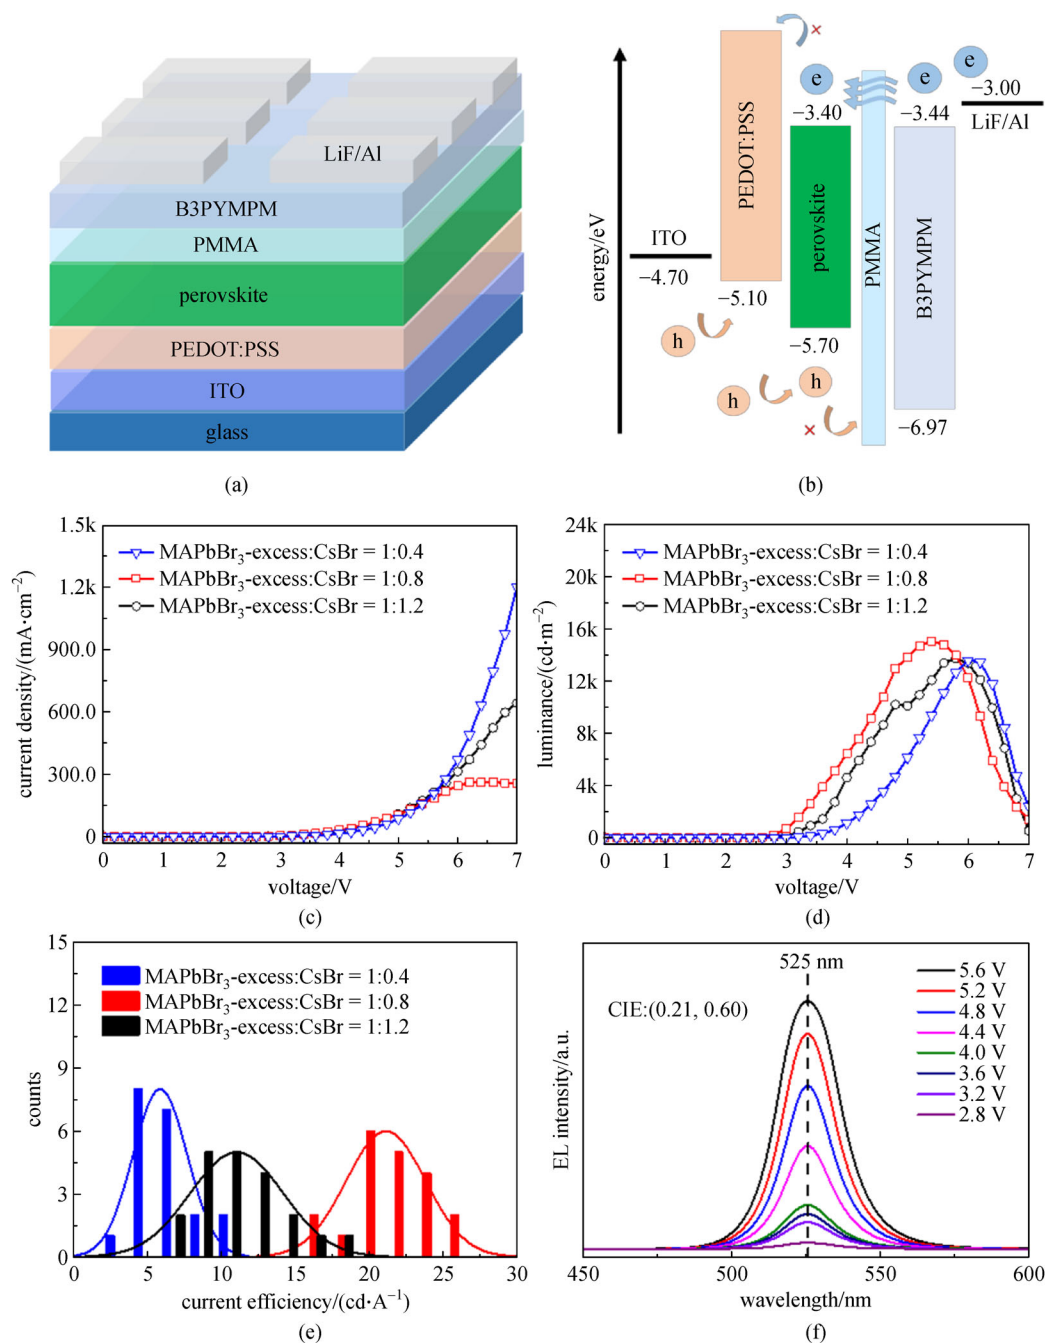 LiF/Al
B3PYMPM
PMMA
perovskite
PEDOT:PSS
ITO
glass
(a)
energy/eV
ITO
−4.70
PEDOT:PSS
−5.10
h
h
h
×
×
e
e
e
−3.40
perovskite
−5.70
PMMA
−3.44
B3PYMPM
−6.97
−3.00
LiF/Al
(b)
1.5k
1.2k
900.0
600.0
300.0
0
current density/(mA·cm⁻²)
MAPbBr₃-excess:CsBr = 1:0.4
MAPbBr₃-excess:CsBr = 1:0.8
MAPbBr₃-excess:CsBr = 1:1.2
0 1 2 3 4 5 6 7
voltage/V
(c)
24k
20k
16k
12k
8k
4k
0
luminance/(cd·m⁻²)
MAPbBr₃-excess:CsBr = 1:0.4
MAPbBr₃-excess:CsBr = 1:0.8
MAPbBr₃-excess:CsBr = 1:1.2
0 1 2 3 4 5 6 7
voltage/V
(d)
15
12
9
6
3
0
counts
MAPbBr₃-excess:CsBr = 1:0.4
MAPbBr₃-excess:CsBr = 1:0.8
MAPbBr₃-excess:CsBr = 1:1.2
0 5 10 15 20 25 30
current efficiency/(cd·A⁻¹)
(e)
EL intensity/a.u.
525 nm
CIE:(0.21, 0.60)
5.6 V
5.2 V
4.8 V
4.4 V
4.0 V
3.6 V
3.2 V
2.8 V
450 500 550 600
wavelength/nm
(f)